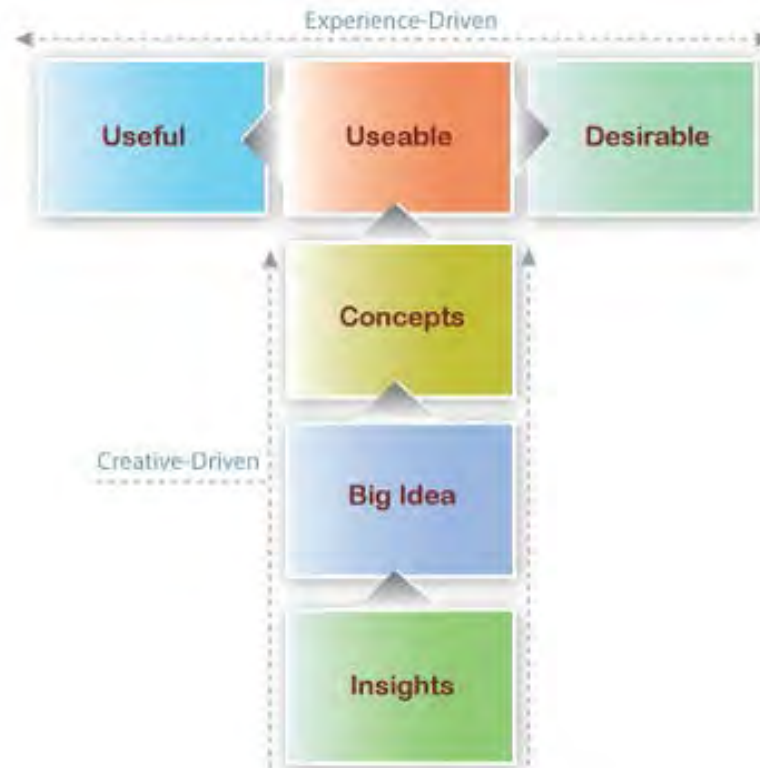 Experience-Driven
Useful
Useable
Desirable
Concepts
Creative-Driven
Big Idea
Insights